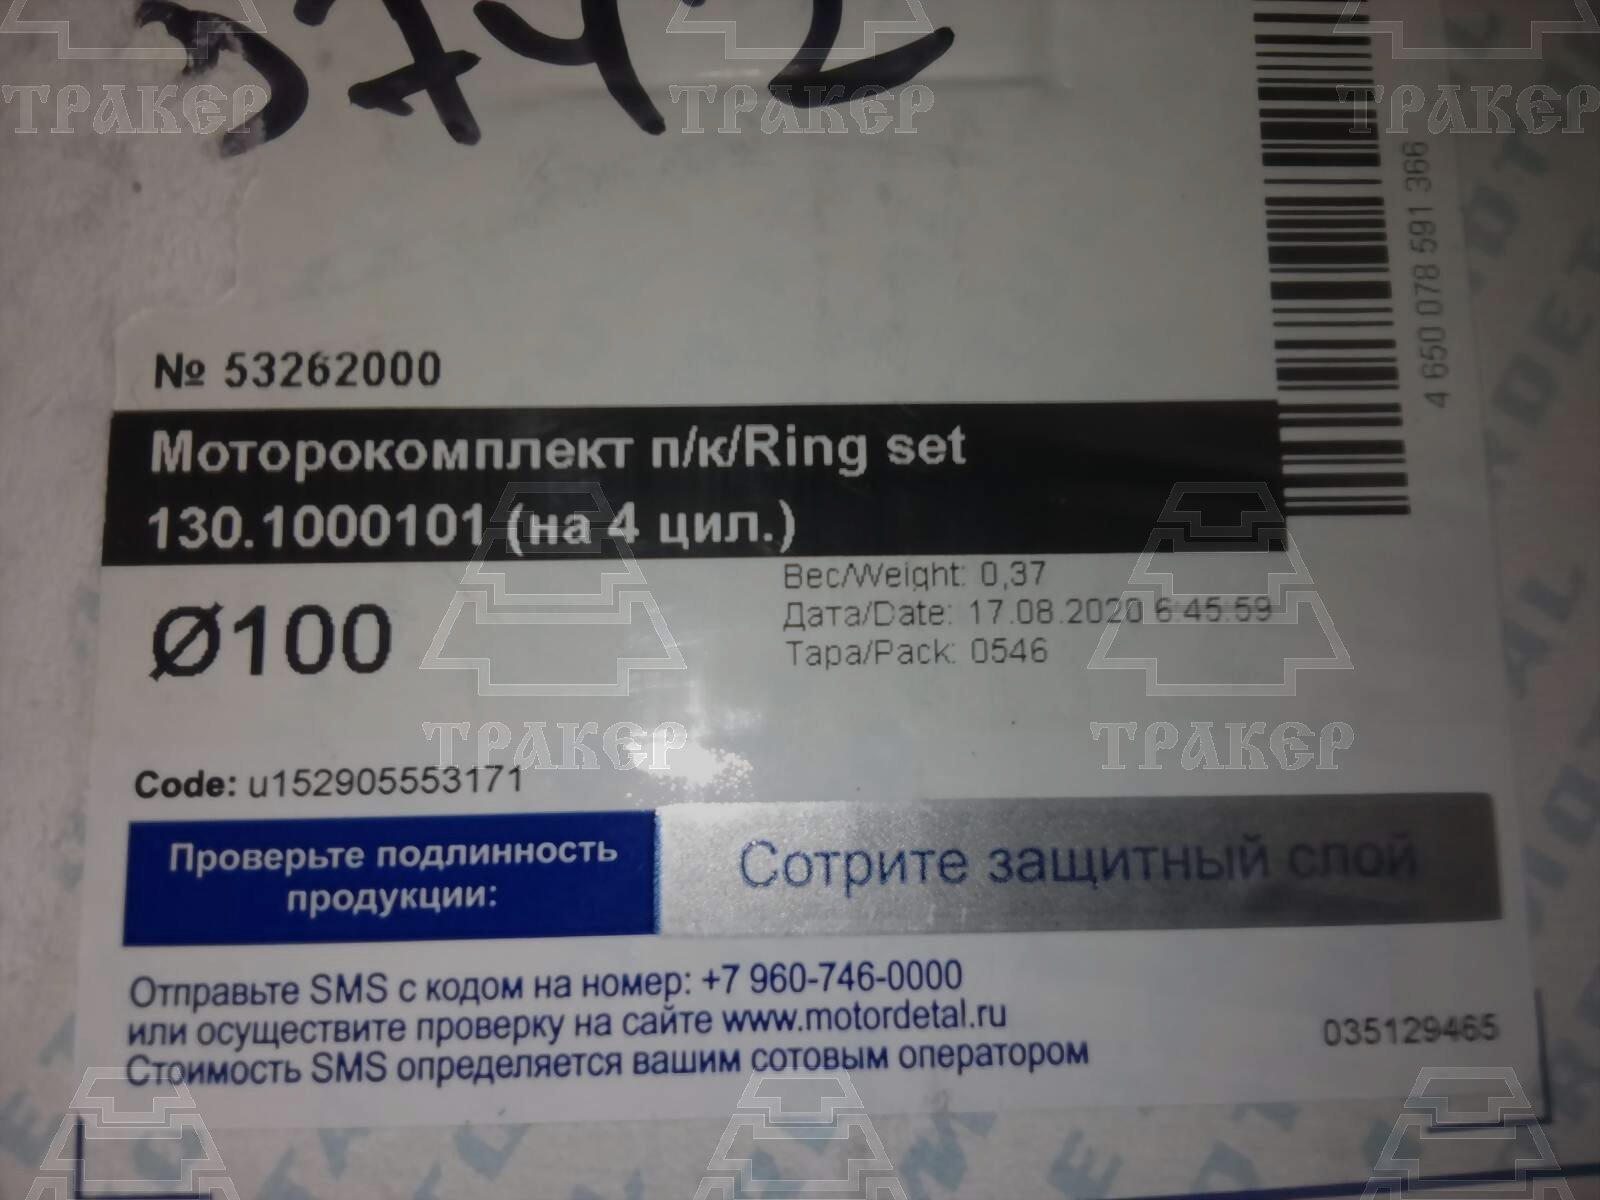 5742
ТРАКЕР ТРАКЕР ТРАКЕР
4 650 078 591 366
№ 53262000
Моторокомплект п/к/Ring set
130.1000101 (на 4 цил.)
Ø100
Вес/Weight: 0,37
Дата/Date: 17.08.2020 6:45:59
Тара/Pack: 0546
ТРАКЕР ТРАКЕР
Code: u152905553171
Проверьте подлинность
продукции:
Сотрите защитный слой
Отправьте SMS с кодом на номер: +7 960-746-0000
или осуществите проверку на сайте www.motordetal.ru
Стоимость SMS определяется вашим сотовым оператором
035129465